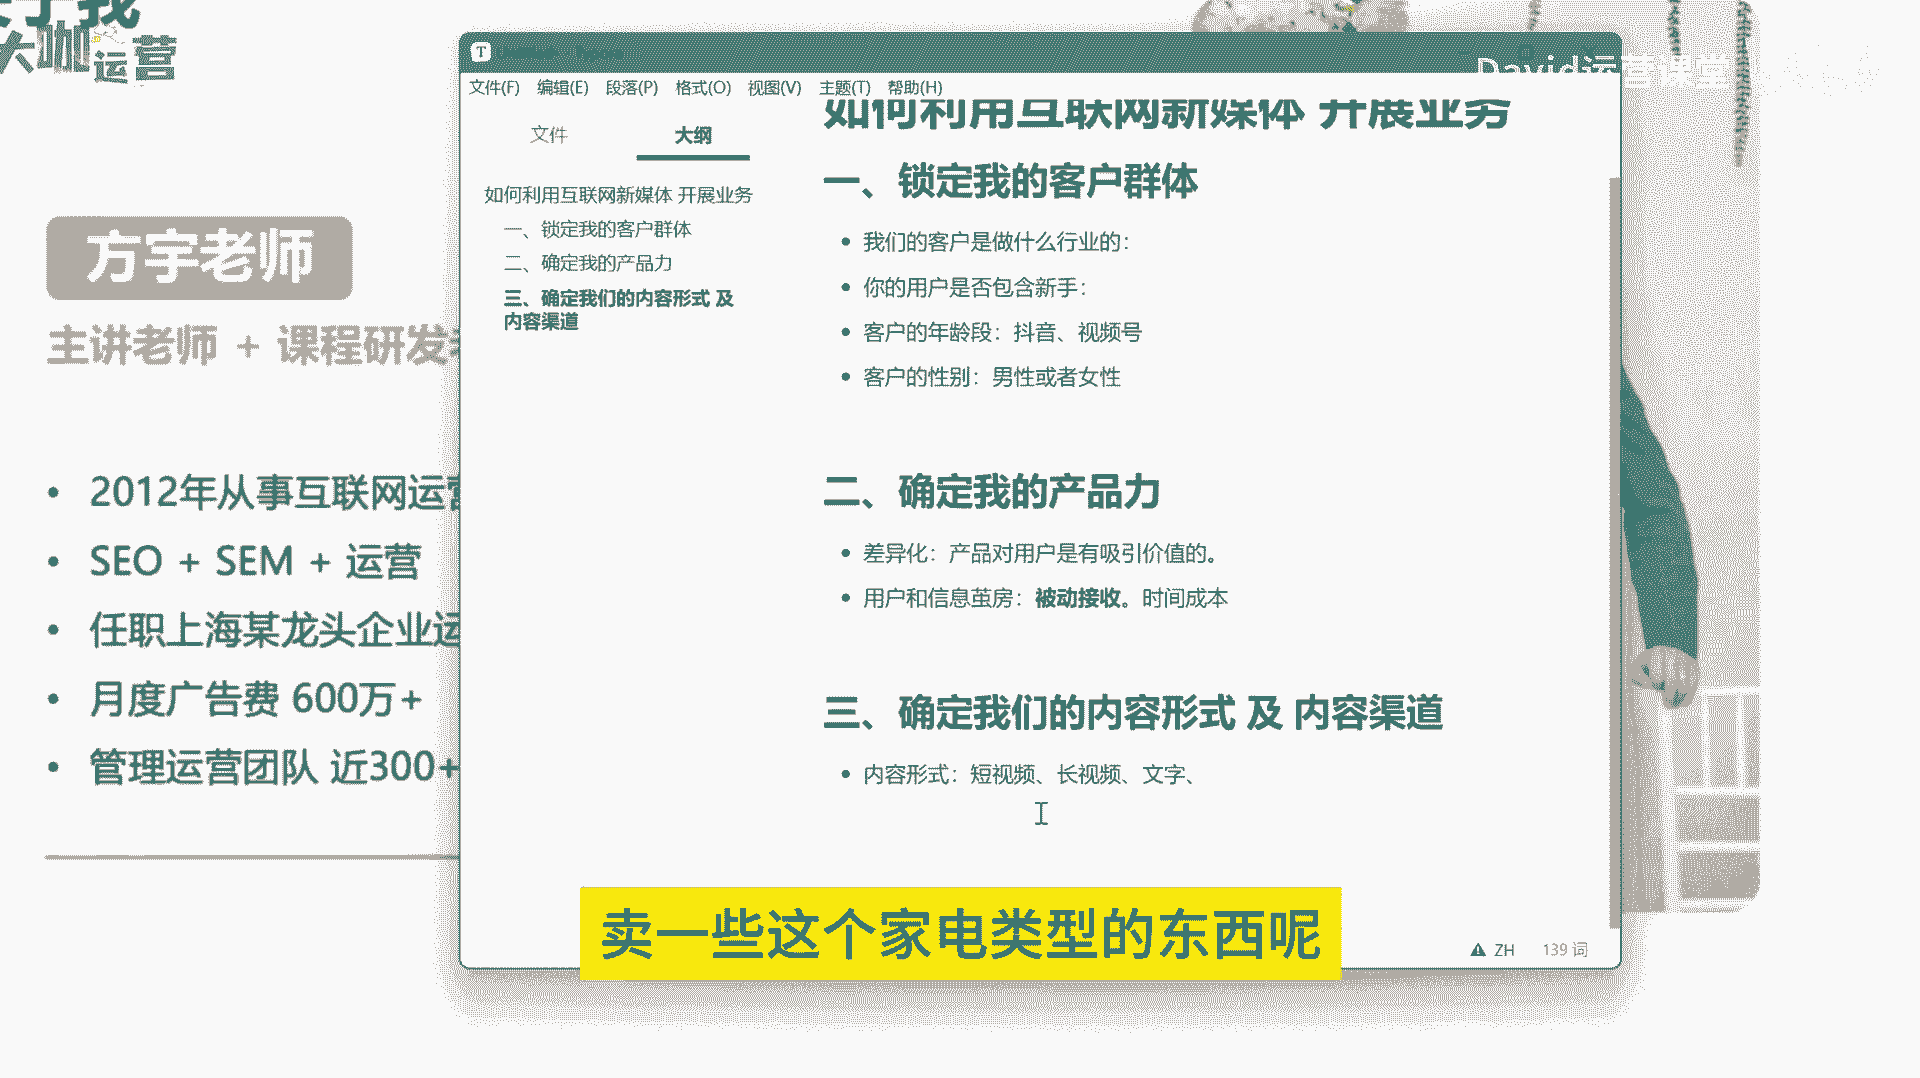 大咖运营
方宇老师
主讲老师 + 课程研发
2012年从事互联网运营
SEO + SEM + 运营
任职上海某龙头企业运
月度广告费 600万+
管理运营团队 近300+
David运营课堂
文件(F) 编辑(E) 段落(P) 格式(O) 视图(V) 主题(T) 帮助(H)
文件 大纲
如何利用互联网新媒体 开展业务
一、锁定我的客户群体
二、确定我的产品力
三、确定我们的内容形式 及
内容渠道
如何利用互联网新媒体 开展业务
一、锁定我的客户群体
我们的客户是做什么行业的：
你的用户是否包含新手：
客户的年龄段：抖音、视频号
客户的性别：男性或者女性
二、确定我的产品力
差异化：产品对用户是有吸引价值的。
用户和信息茧房：被动接收。时间成本
三、确定我们的内容形式 及 内容渠道
内容形式：短视频、长视频、文字、
ZH 139 词
卖一些这个家电类型的东西呢